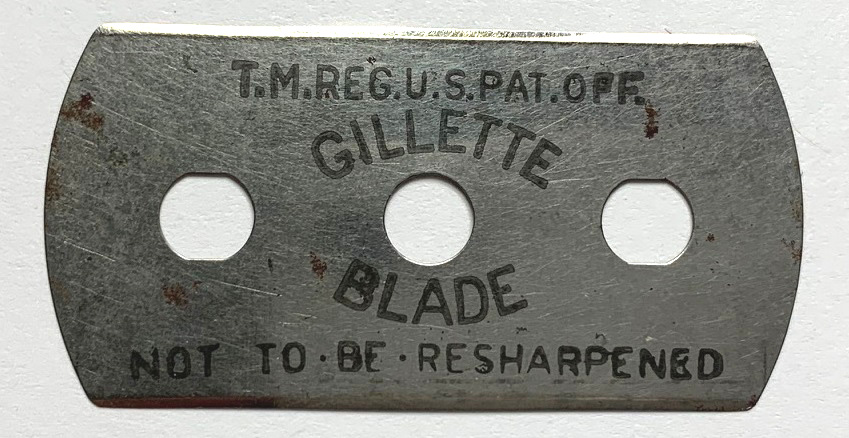 T.M.REG.U.S.PAT.OFF.
GILLETTE
BLADE
NOT TO·BE·RESHARPENED